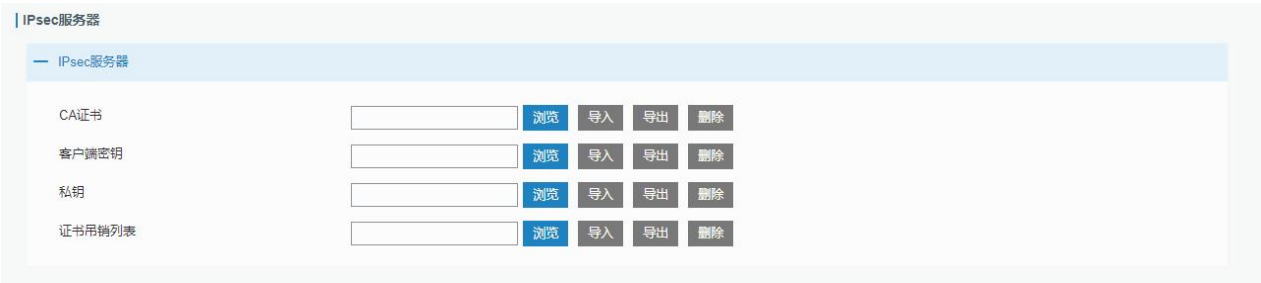 IPsec服务器
IPsec服务器
CA证书 浏览 导入 导出 删除
客户端密钥 浏览 导入 导出 删除
私钥 浏览 导入 导出 删除
证书吊销列表 浏览 导入 导出 删除